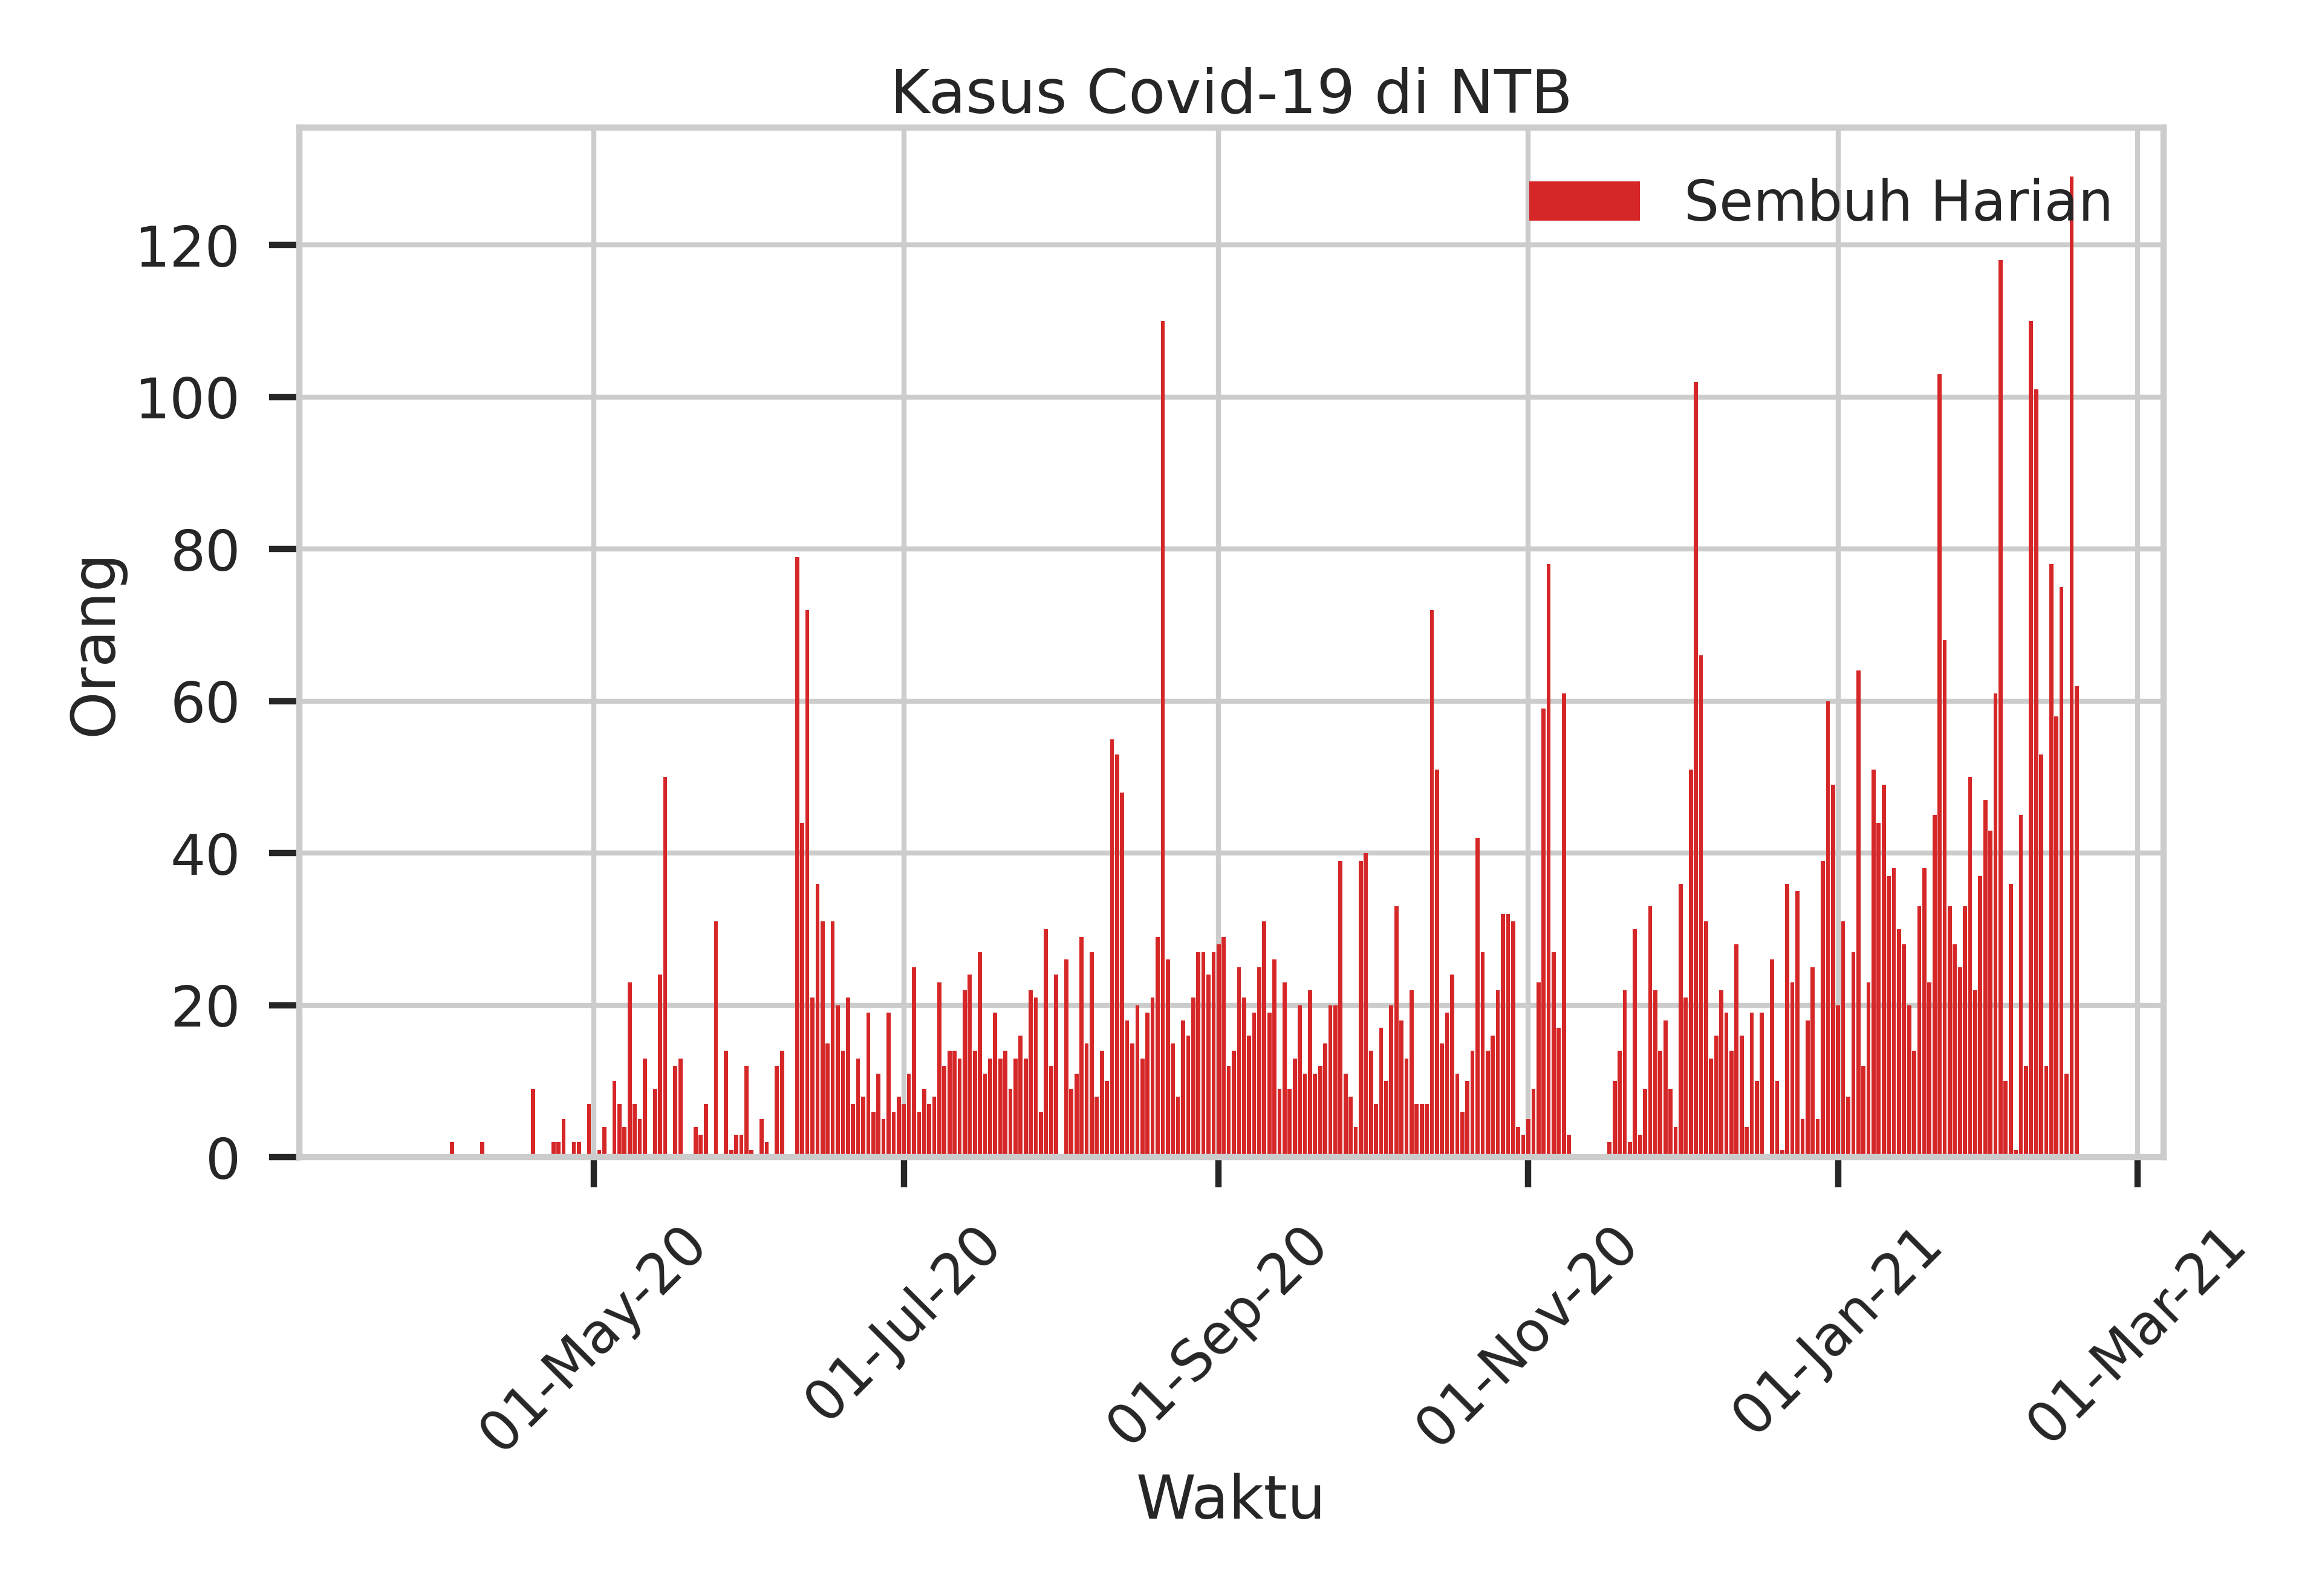 Kasus Covid-19 di NTB
Sembuh Harian
120
100
80
60
40
20
0
Orang
01-May-20
01-Jul-20
01-Sep-20
01-Nov-20
01-Jan-21
01-Mar-21
Waktu